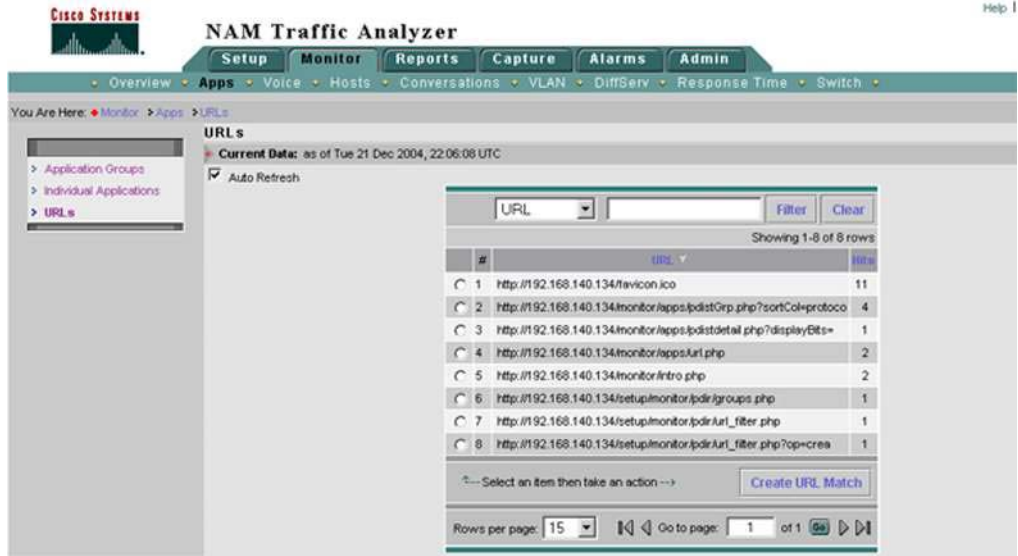 CISCO SYSTEMS
Help
NAM Traffic Analyzer
Setup Monitor Reports Capture Alarms Admin
Overview Apps Voice Hosts Conversations VLAN DiffServ Response Time Switch
You Are Here: Monitor > Apps > URLs
> Application Groups
> Individual Applications
> URLs
URLs
Current Data: as of Tue 21 Dec 2004, 22:06:08 UTC
Auto Refresh
URL Filter Clear
Showing 1-8 of 8 rows
# URL Hits
1 http://192.168.140.134/favicon.ico 11
2 http://192.168.140.134/monitor/apps/pdistGrp.php?sortCol=protoco 4
3 http://192.168.140.134/monitor/apps/pdistdetail.php?displayBits= 1
4 http://192.168.140.134/monitor/apps/url.php 2
5 http://192.168.140.134/monitor/intro.php 2
6 http://192.168.140.134/setup/monitor/pdir/groups.php 1
7 http://192.168.140.134/setup/monitor/pdir/url_filter.php 1
8 http://192.168.140.134/setup/monitor/pdir/url_filter.php?op=crea 1
Select an item then take an action --> Create URL Match
Rows per page: 15 Go to page: 1 of 1 Go